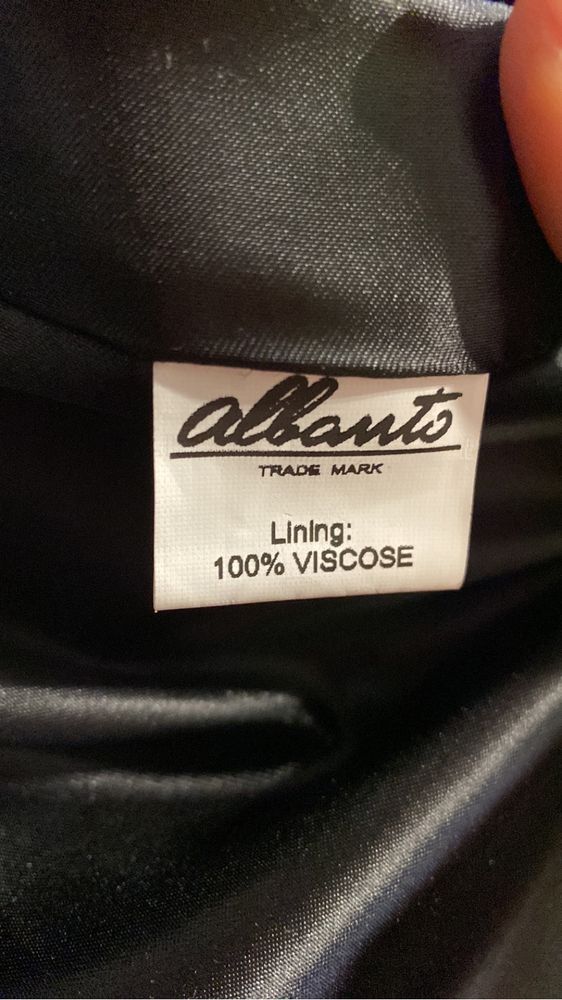 albanto
TRADE MARK
Lining:
100% VISCOSE